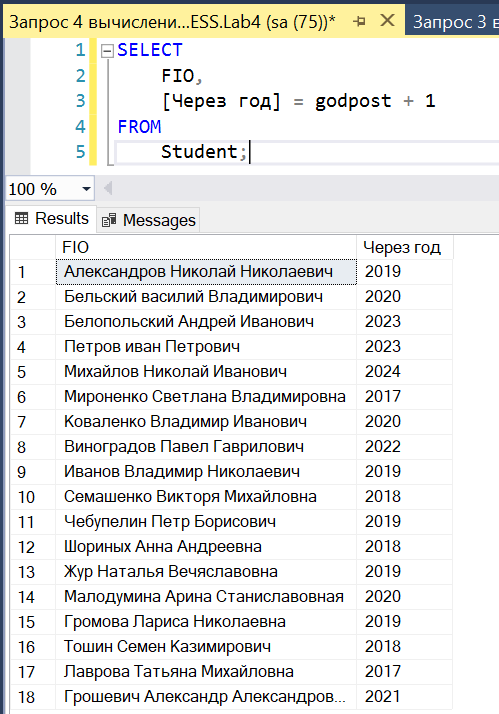 Запрос 4 вычислени...ESS.Lab4 (sa (75))* Запрос 3 в
1 SELECT
2 FIO,
3 [Через год] = godpost + 1
4 FROM
5 Student;
100 %
Results Messages
FIO Через год
1 Александров Николай Николаевич 2019
2 Бельский василий Владимирович 2020
3 Белопольский Андрей Иванович 2023
4 Петров иван Петрович 2023
5 Михайлов Николай Иванович 2024
6 Мироненко Светлана Владимировна 2017
7 Коваленко Владимир Иванович 2020
8 Виноградов Павел Гаврилович 2022
9 Иванов Владимир Николаевич 2019
10 Семашенко Викторя Михайловна 2018
11 Чебупелин Петр Борисович 2019
12 Шориных Анна Андреевна 2018
13 Жур Наталья Вечяславовна 2019
14 Малодумина Арина Станиславовная 2020
15 Громова Лариса Николаевна 2019
16 Тошин Семен Казимирович 2018
17 Лаврова Татьяна Михайловна 2017
18 Грошевич Александр Александров... 2021